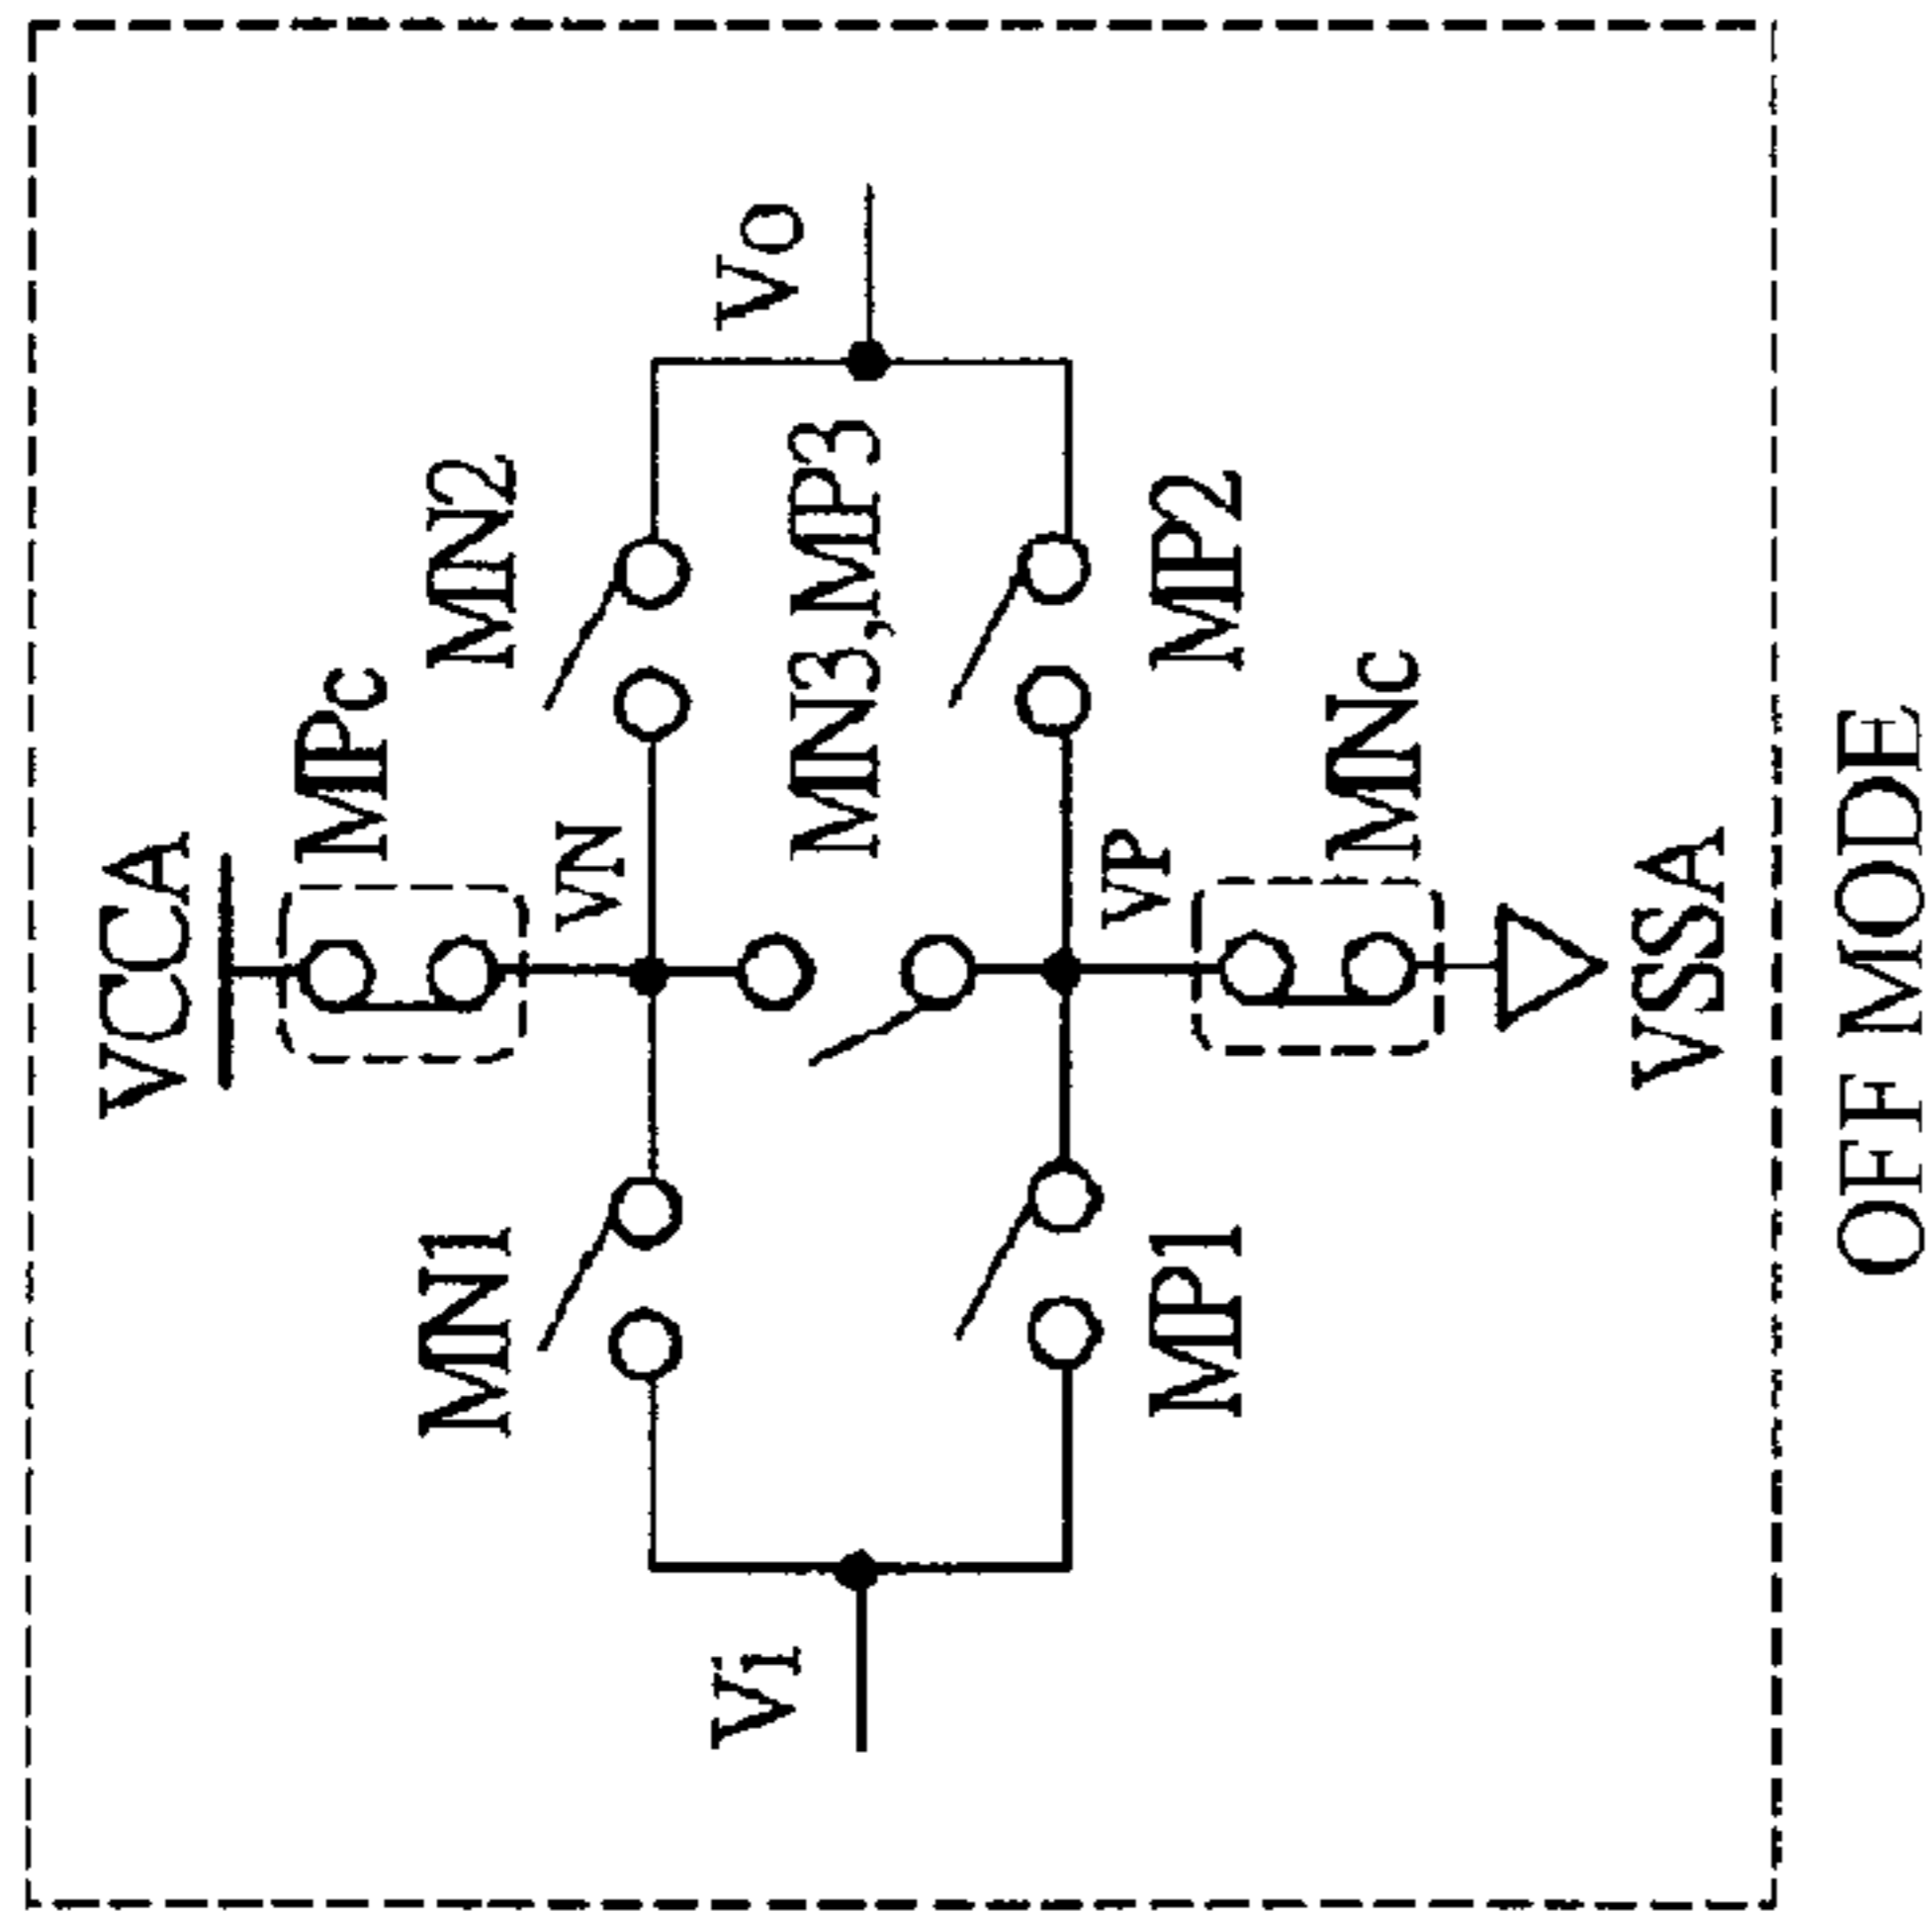 VCCA
MPc
MN1
MN2
VN
Vi
MN3,MP3
Vo
VP
MP1
MP2
MNc
VSSA
OFF MODE